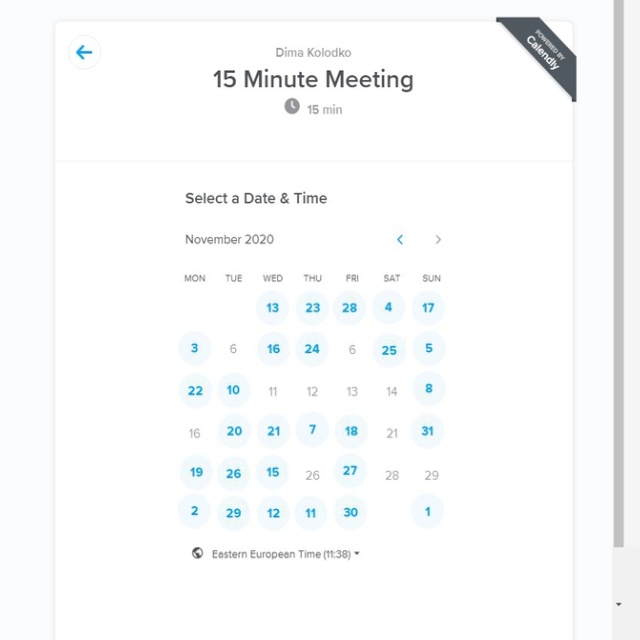 Dima Kolodko
POWERED BY
Calendly
15 Minute Meeting
15 min
Select a Date & Time
November 2020
MON TUE WED THU FRI SAT SUN
13 23 28 4 17
3 6 16 24 6 25 5
22 10 11 12 13 14 8
16 20 21 7 18 21 31
19 26 15 26 27 28 29
2 29 12 11 30 1
Eastern European Time (11:38)